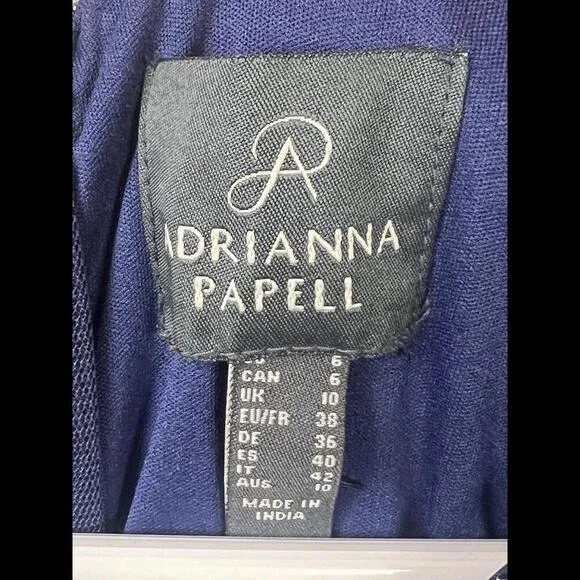 ADRIANNA
PAPELL
6
CAN 6
UK 10
EU/FR 38
DE 36
ES 40
IT 42
AUS 10
MADE IN
INDIA